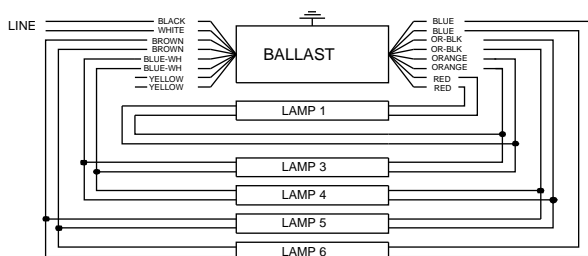 LINE
BLACK
WHITE
BROWN
BROWN
BLUE-WH
BLUE-WH
YELLOW
YELLOW
BALLAST
BLUE
BLUE
OR-BLK
OR-BLK
ORANGE
ORANGE
RED
RED
LAMP 1
LAMP 3
LAMP 4
LAMP 5
LAMP 6